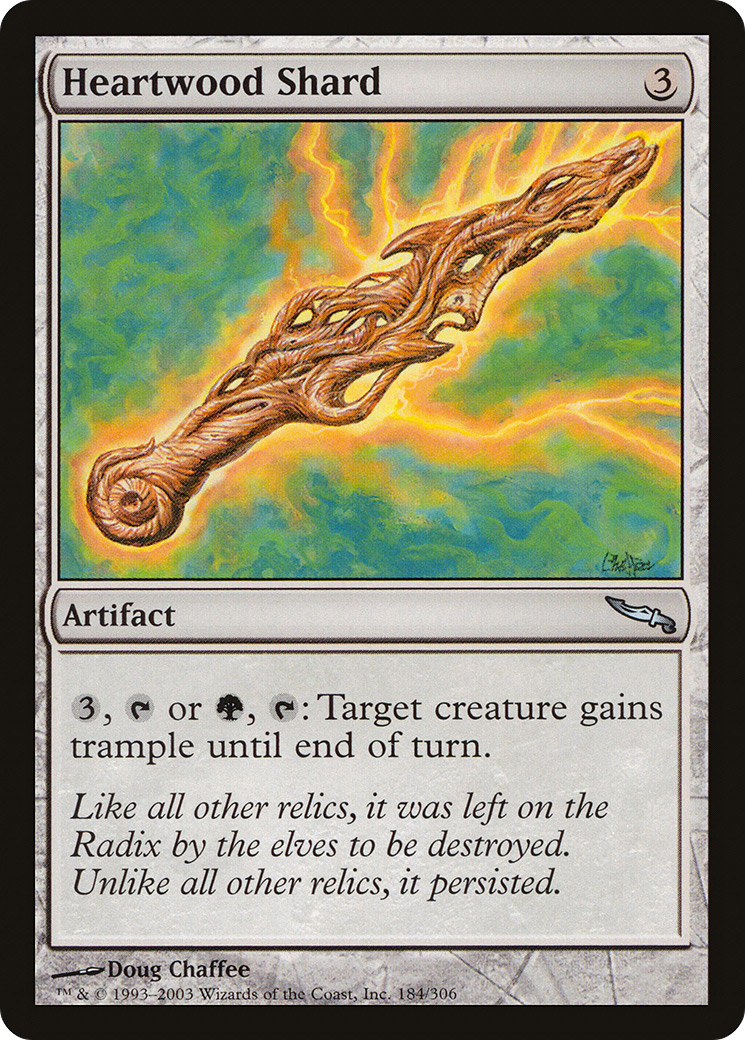 Heartwood Shard 3
Artifact
3, or , : Target creature gains
trample until end of turn.
Like all other relics, it was left on the
Radix by the elves to be destroyed.
Unlike all other relics, it persisted.
Doug Chaffee
™ & © 1993–2003 Wizards of the Coast, Inc. 184/306